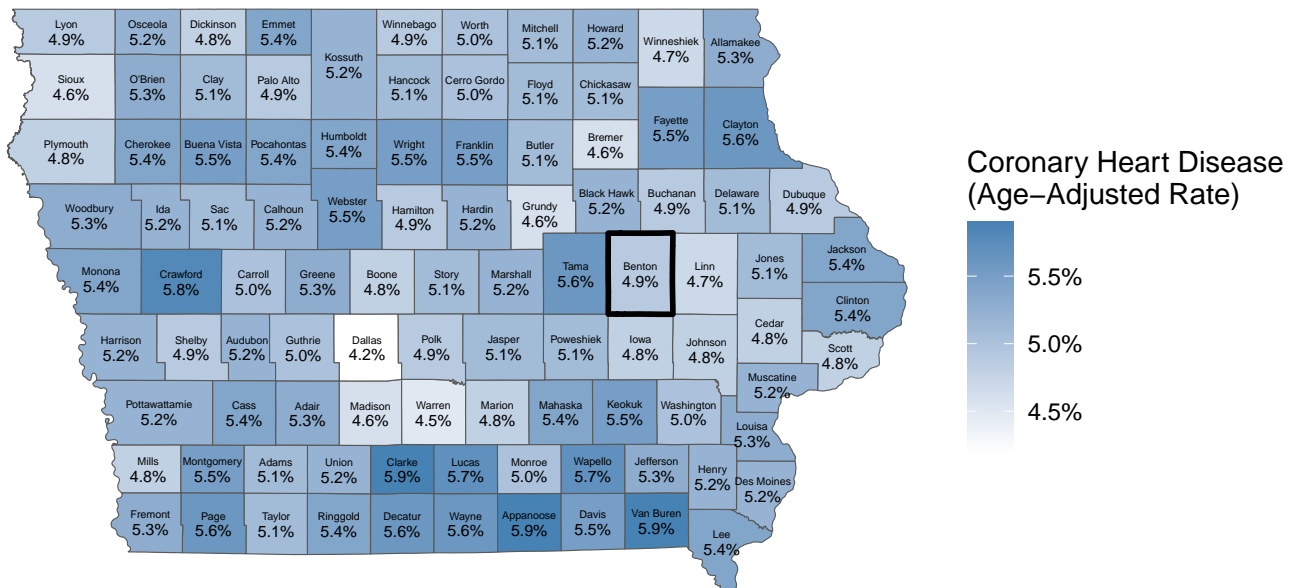 Lyon
4.9%
Osceola
5.2%
Dickinson
4.8%
Emmet
5.4%
Kossuth
5.2%
Winnebago
4.9%
Worth
5.0%
Mitchell
5.1%
Howard
5.2%
Winneshiek
4.7%
Allamakee
5.3%
Sioux
4.6%
O'Brien
5.3%
Clay
5.1%
Palo Alto
4.9%
Hancock
5.1%
Cerro Gordo
5.0%
Floyd
5.1%
Chickasaw
5.1%
Fayette
5.5%
Clayton
5.6%
Plymouth
4.8%
Cherokee
5.4%
Buena Vista
5.5%
Pocahontas
5.4%
Humboldt
5.4%
Wright
5.5%
Franklin
5.5%
Butler
5.1%
Bremer
4.6%
Woodbury
5.3%
Ida
5.2%
Sac
5.1%
Calhoun
5.2%
Webster
5.5%
Hamilton
4.9%
Hardin
5.2%
Grundy
4.6%
Black Hawk
5.2%
Buchanan
4.9%
Delaware
5.1%
Dubuque
4.9%
Monona
5.4%
Crawford
5.8%
Carroll
5.0%
Greene
5.3%
Boone
4.8%
Story
5.1%
Marshall
5.2%
Tama
5.6%
Benton
4.9%
Linn
4.7%
Jones
5.1%
Jackson
5.4%
Clinton
5.4%
Harrison
5.2%
Shelby
4.9%
Audubon
5.2%
Guthrie
5.0%
Dallas
4.2%
Polk
4.9%
Jasper
5.1%
Poweshiek
5.1%
Iowa
4.8%
Johnson
4.8%
Cedar
4.8%
Scott
4.8%
Muscatine
5.2%
Pottawattamie
5.2%
Cass
5.4%
Adair
5.3%
Madison
4.6%
Warren
4.5%
Marion
4.8%
Mahaska
5.4%
Keokuk
5.5%
Washington
5.0%
Louisa
5.3%
Mills
4.8%
Montgomery
5.5%
Adams
5.1%
Union
5.2%
Clarke
5.9%
Lucas
5.7%
Monroe
5.0%
Wapello
5.7%
Jefferson
5.3%
Henry
5.2%
Des Moines
5.2%
Fremont
5.3%
Page
5.6%
Taylor
5.1%
Ringgold
5.4%
Decatur
5.6%
Wayne
5.6%
Appanoose
5.9%
Davis
5.5%
Van Buren
5.9%
Lee
5.4%
Coronary Heart Disease
(Age−Adjusted Rate)
5.5%
5.0%
4.5%